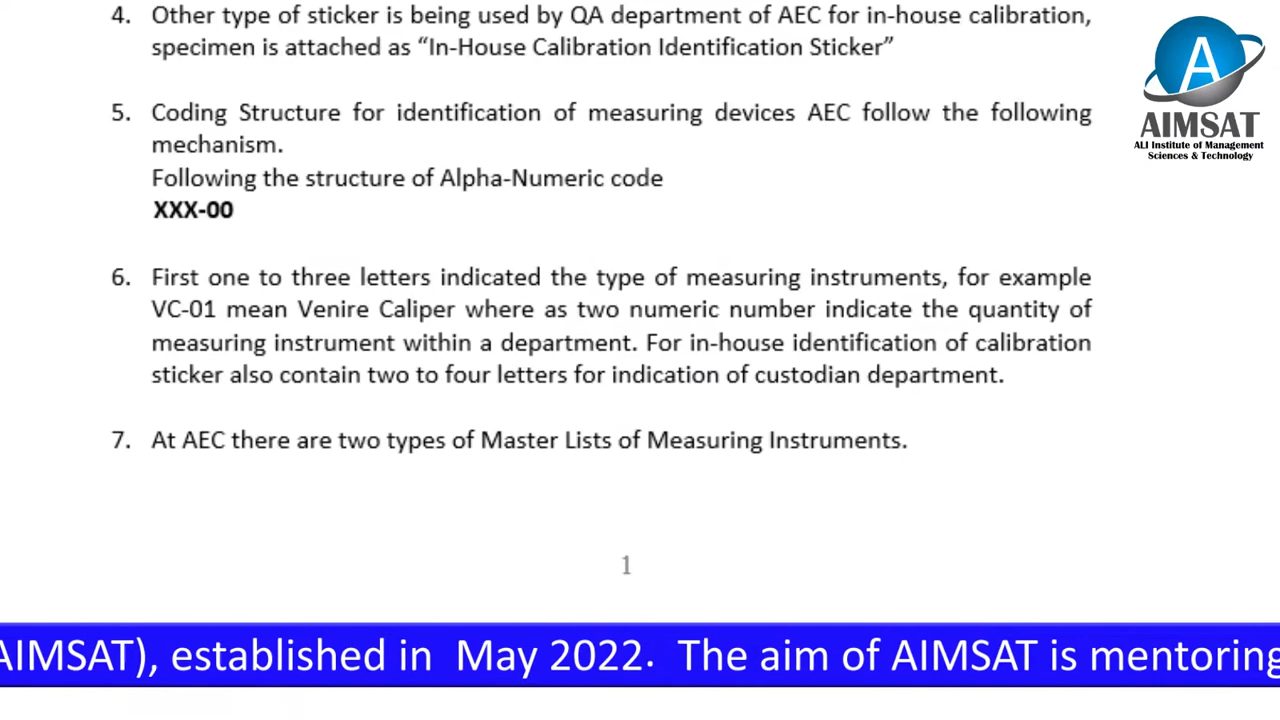 4. Other type of sticker is being used by QA department of AEC for in-house calibration,
specimen is attached as “In-House Calibration Identification Sticker”
5. Coding Structure for identification of measuring devices AEC follow the following
mechanism.
Following the structure of Alpha-Numeric code
XXX-00
6. First one to three letters indicated the type of measuring instruments, for example
VC-01 mean Venire Caliper where as two numeric number indicate the quantity of
measuring instrument within a department. For in-house identification of calibration
sticker also contain two to four letters for indication of custodian department.
7. At AEC there are two types of Master Lists of Measuring Instruments.
1
A
AIMSAT
ALI Institute of Management
Sciences & Technology
AIMSAT), established in May 2022. The aim of AIMSAT is mentoring